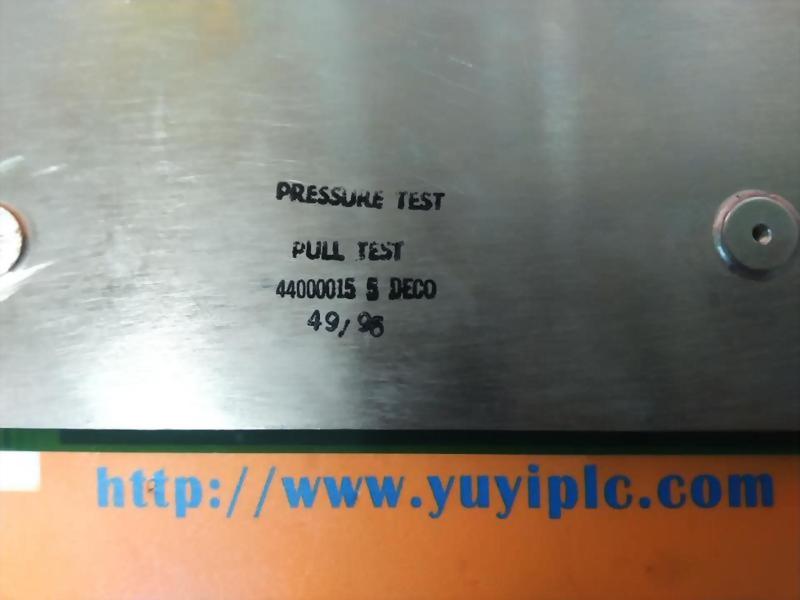 PRESSURE TEST
PULL TEST
44000015 5 DECO
49/96
http://www.yuyiplc.com